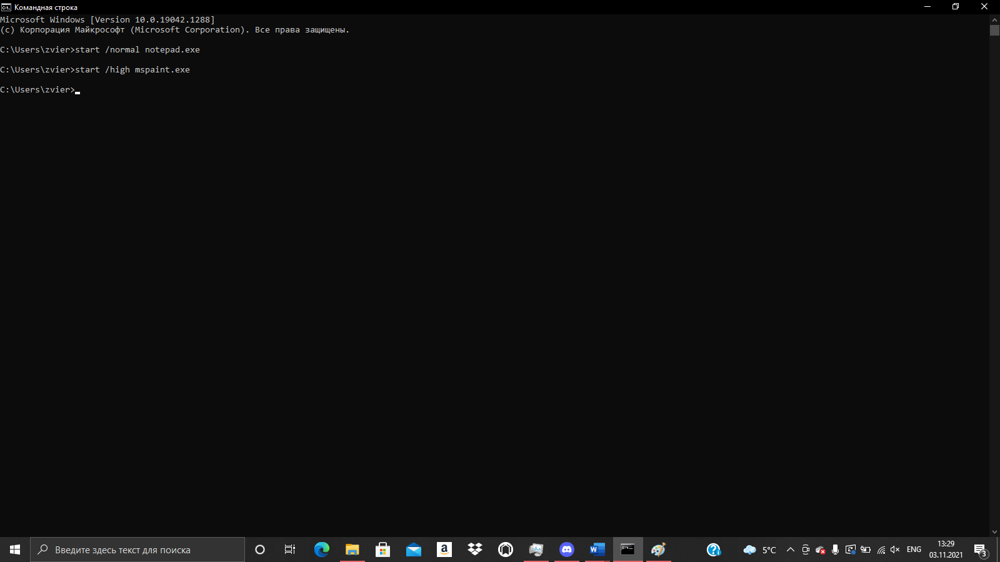 Командная строка
Microsoft Windows [Version 10.0.19042.1288]
(c) Корпорация Майкрософт (Microsoft Corporation). Все права защищены.
C:\Users\zvier>start /normal notepad.exe
C:\Users\zvier>start /high mspaint.exe
C:\Users\zvier>
Введите здесь текст для поиска
5°C
ENG
13:29
03.11.2021
3